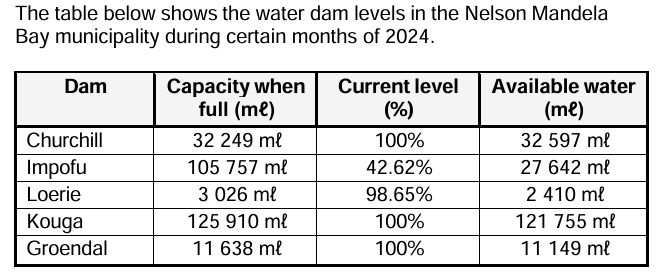 The table below shows the water dam levels in the Nelson Mandela
Bay municipality during certain months of 2024.
Dam Capacity when full (mℓ) Current level (%) Available water (mℓ)
Churchill 32 249 mℓ 100% 32 597 mℓ
Impofu 105 757 mℓ 42.62% 27 642 mℓ
Loerie 3 026 mℓ 98.65% 2 410 mℓ
Kouga 125 910 mℓ 100% 121 755 mℓ
Groendal 11 638 mℓ 100% 11 149 mℓ